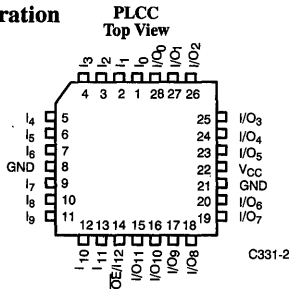 ration
PLCC
Top View
I3 I2 I1 I0 I/O0 I/O1 I/O2
4 3 2 1 28 27 26
I4 5 25 I/O3
I5 6 24 I/O4
I6 7 23 I/O5
GND 8 22 VCC
I7 9 21 GND
I8 10 20 I/O6
I9 11 19 I/O7
12 13 14 15 16 17 18
I10 I11 OE/I12 I/O11 I/O10 I/O9 I/O8
C331-2